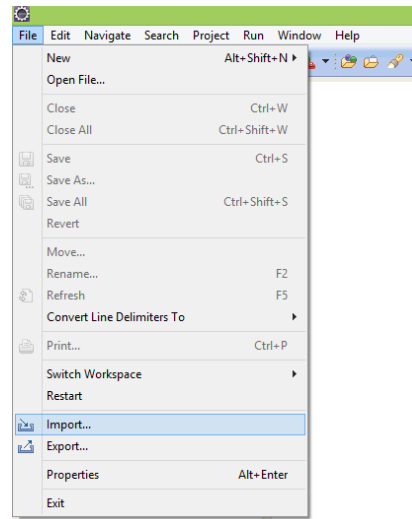 File Edit Navigate Search Project Run Window Help
New Alt+Shift+N
Open File...
Close Ctrl+W
Close All Ctrl+Shift+W
Save Ctrl+S
Save As...
Save All Ctrl+Shift+S
Revert
Move...
Rename... F2
Refresh F5
Convert Line Delimiters To
Print... Ctrl+P
Switch Workspace
Restart
Import...
Export...
Properties Alt+Enter
Exit